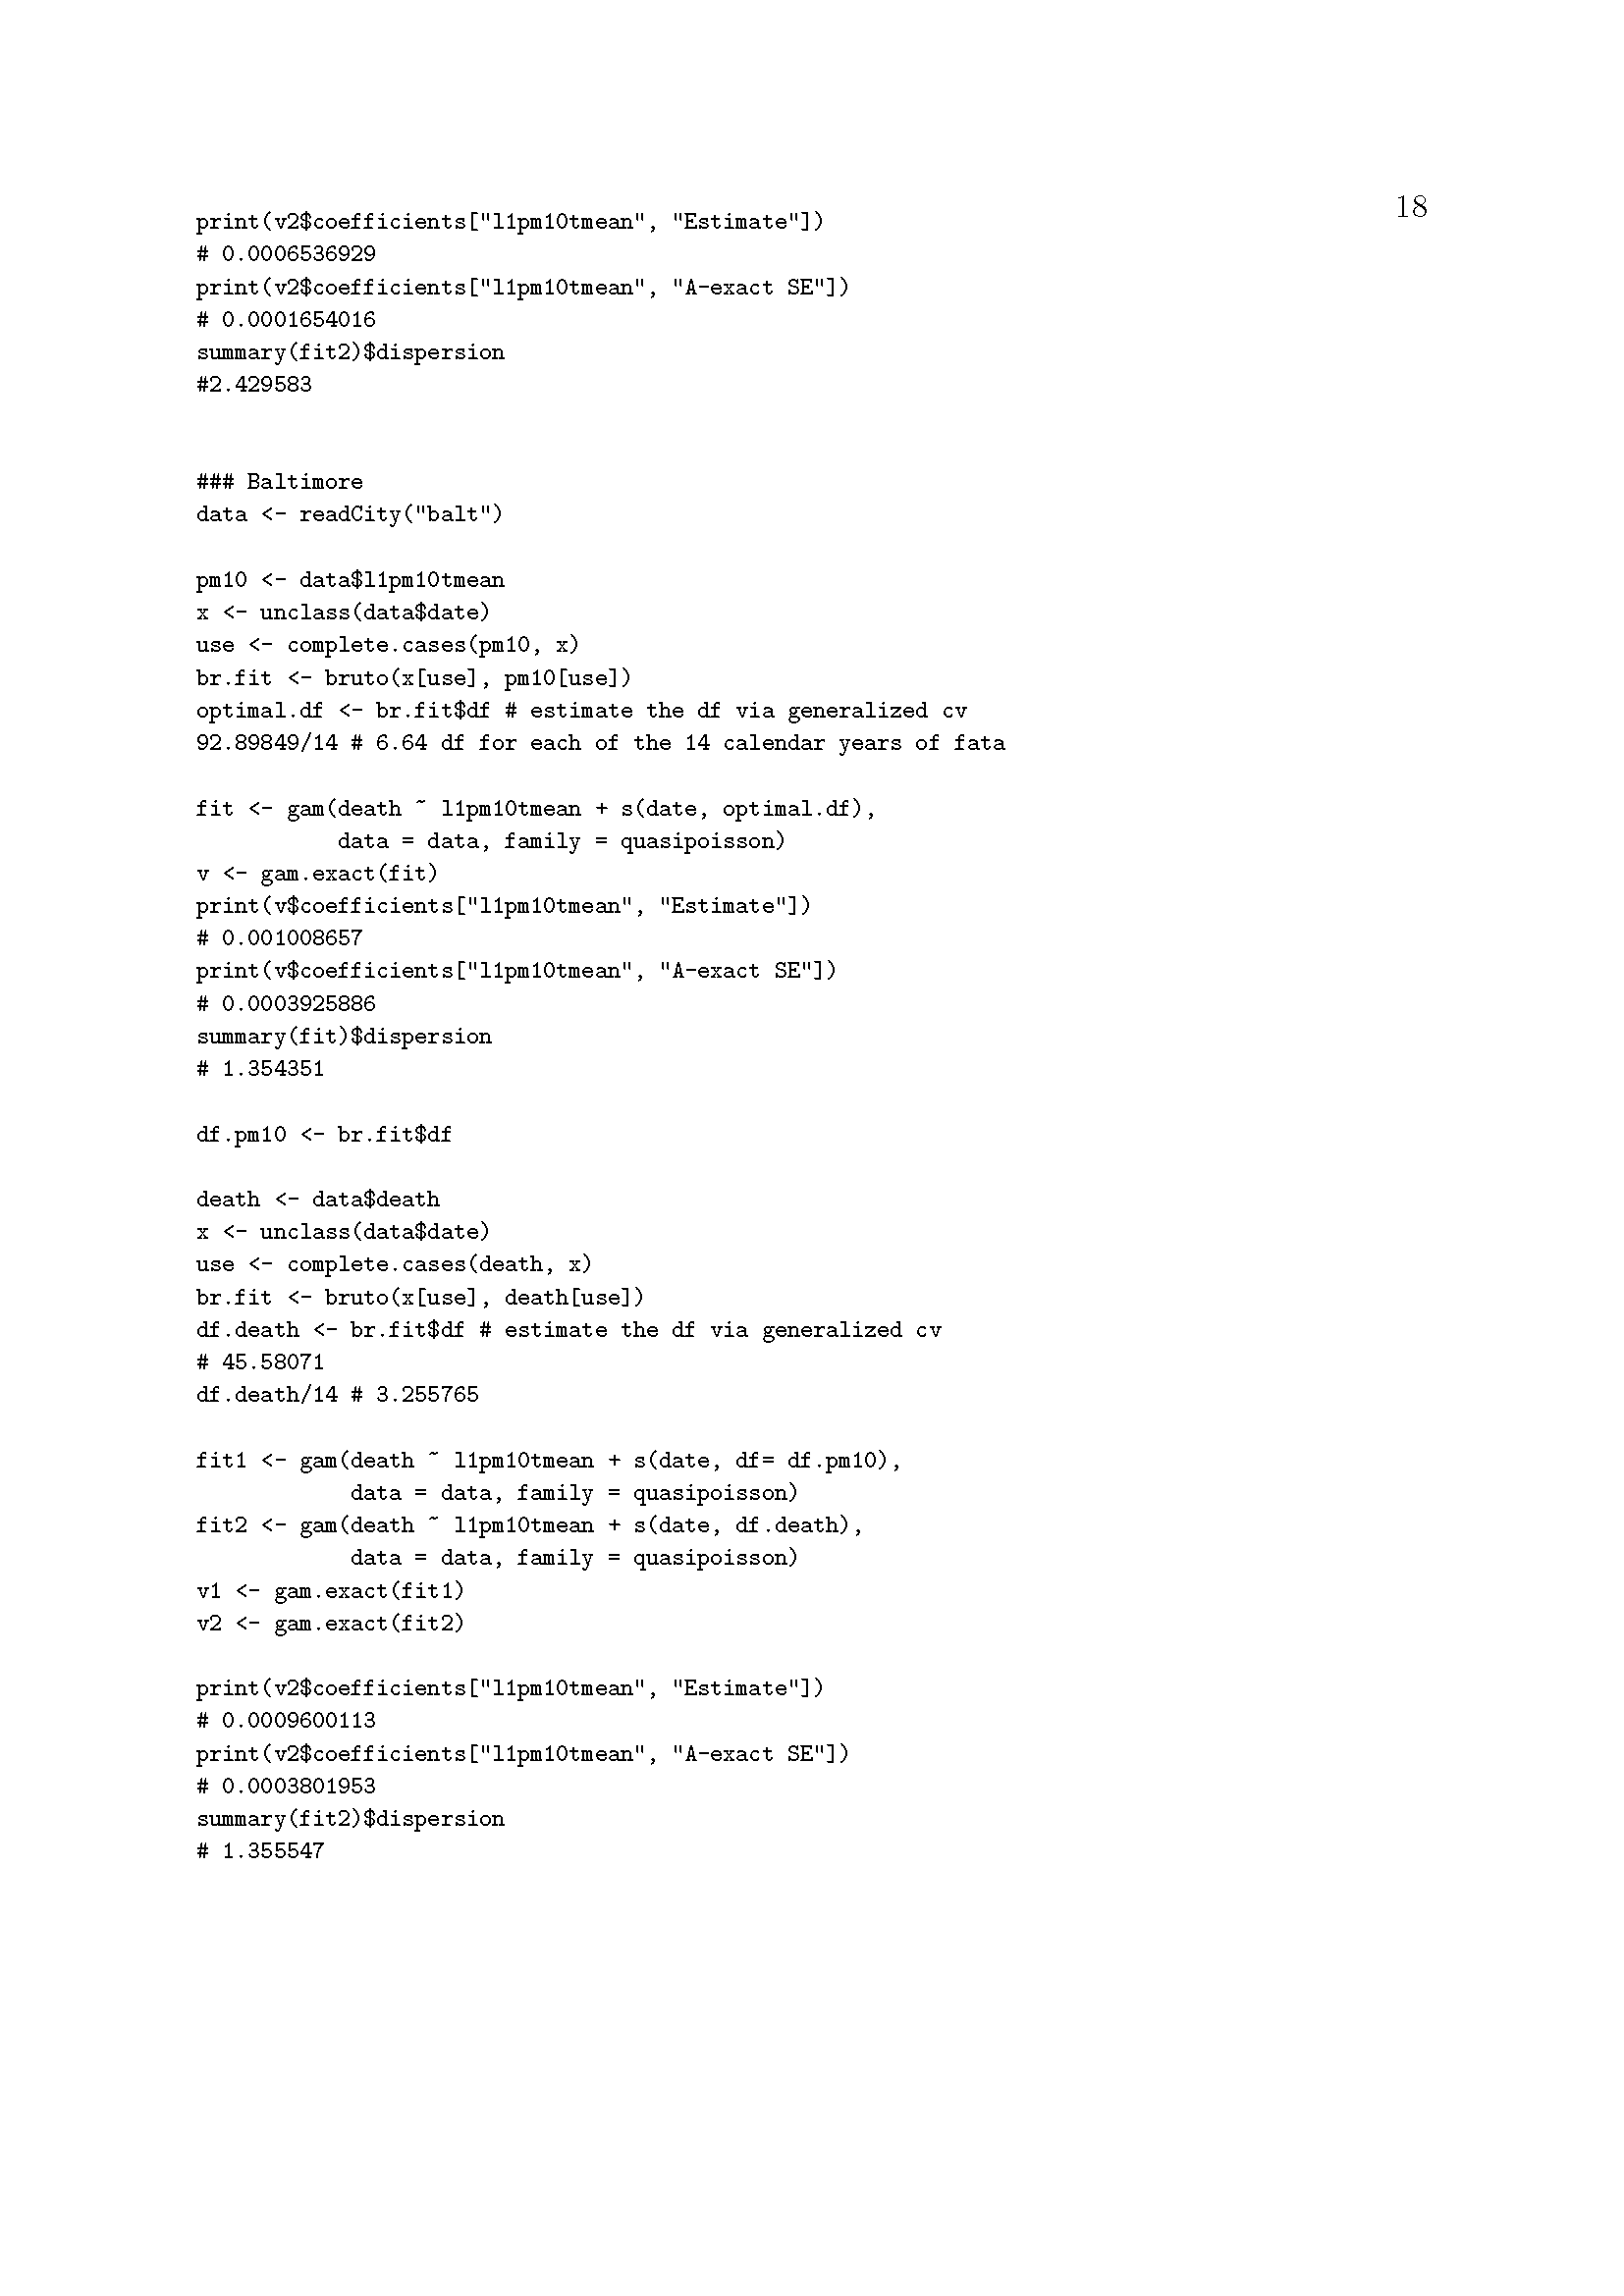 18
print(v2$coefficients["l1pm10tmean", "Estimate"])
# 0.0006536929
print(v2$coefficients["l1pm10tmean", "A-exact SE"])
# 0.0001654016
summary(fit2)$dispersion
#2.429583
### Baltimore
data <- readCity("balt")
pm10 <- data$l1pm10tmean
x <- unclass(data$date)
use <- complete.cases(pm10, x)
br.fit <- bruto(x[use], pm10[use])
optimal.df <- br.fit$df # estimate the df via generalized cv
92.89849/14 # 6.64 df for each of the 14 calendar years of fata
fit <- gam(death ~ l1pm10tmean + s(date, optimal.df),
           data = data, family = quasipoisson)
v <- gam.exact(fit)
print(v$coefficients["l1pm10tmean", "Estimate"])
# 0.001008657
print(v$coefficients["l1pm10tmean", "A-exact SE"])
# 0.0003925886
summary(fit)$dispersion
# 1.354351
df.pm10 <- br.fit$df
death <- data$death
x <- unclass(data$date)
use <- complete.cases(death, x)
br.fit <- bruto(x[use], death[use])
df.death <- br.fit$df # estimate the df via generalized cv
# 45.58071
df.death/14 # 3.255765
fit1 <- gam(death ~ l1pm10tmean + s(date, df= df.pm10),
            data = data, family = quasipoisson)
fit2 <- gam(death ~ l1pm10tmean + s(date, df.death),
            data = data, family = quasipoisson)
v1 <- gam.exact(fit1)
v2 <- gam.exact(fit2)
print(v2$coefficients["l1pm10tmean", "Estimate"])
# 0.0009600113
print(v2$coefficients["l1pm10tmean", "A-exact SE"])
# 0.0003801953
summary(fit2)$dispersion
# 1.355547